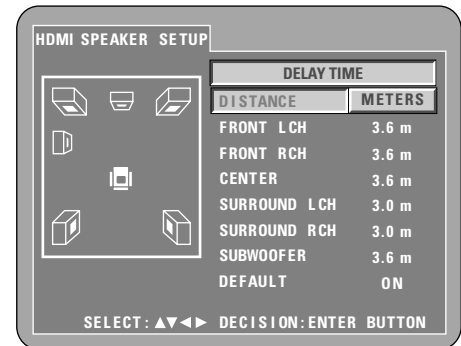 HDMI SPEAKER SETUP
DELAY TIME
DISTANCE METERS
FRONT LCH 3.6 m
FRONT RCH 3.6 m
CENTER 3.6 m
SURROUND LCH 3.0 m
SURROUND RCH 3.0 m
SUBWOOFER 3.6 m
DEFAULT ON
SELECT:▲▼◄► DECISION:ENTER BUTTON